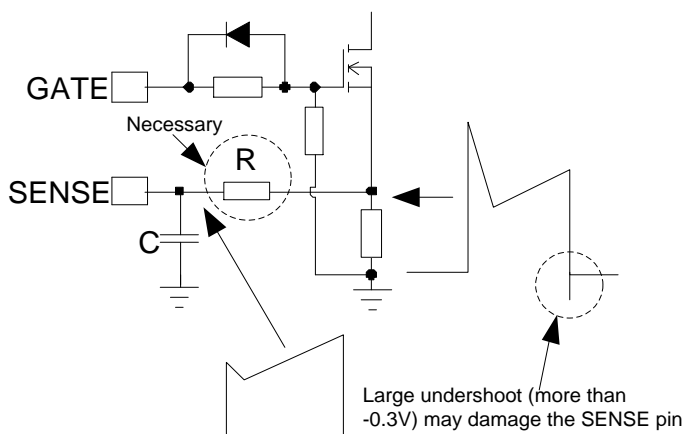 GATE
Necessary
R
SENSE
C
Large undershoot (more than
-0.3V) may damage the SENSE pin